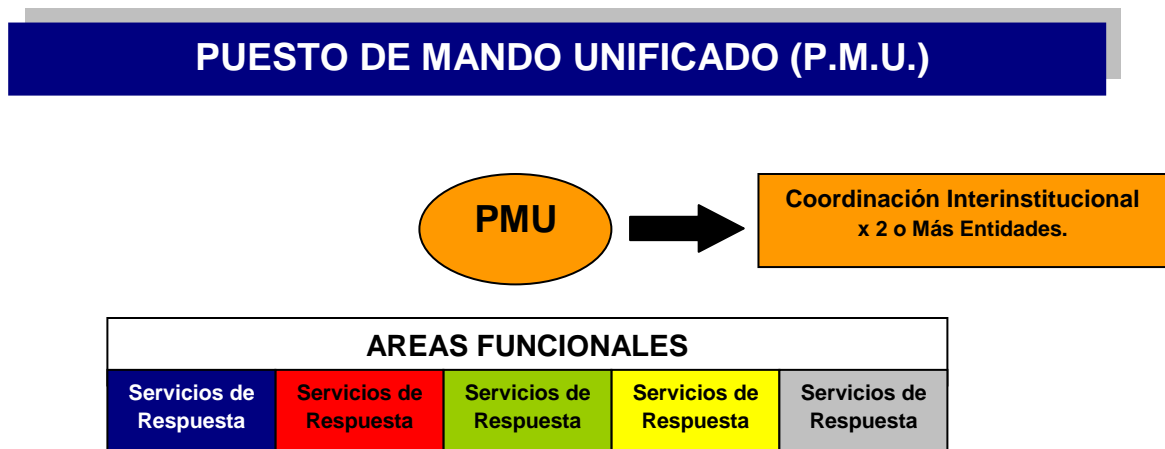 PUESTO DE MANDO UNIFICADO (P.M.U.)
PMU
Coordinación Interinstitucional
x 2 o Más Entidades.
AREAS FUNCIONALES
Servicios de
Respuesta
Servicios de
Respuesta
Servicios de
Respuesta
Servicios de
Respuesta
Servicios de
Respuesta